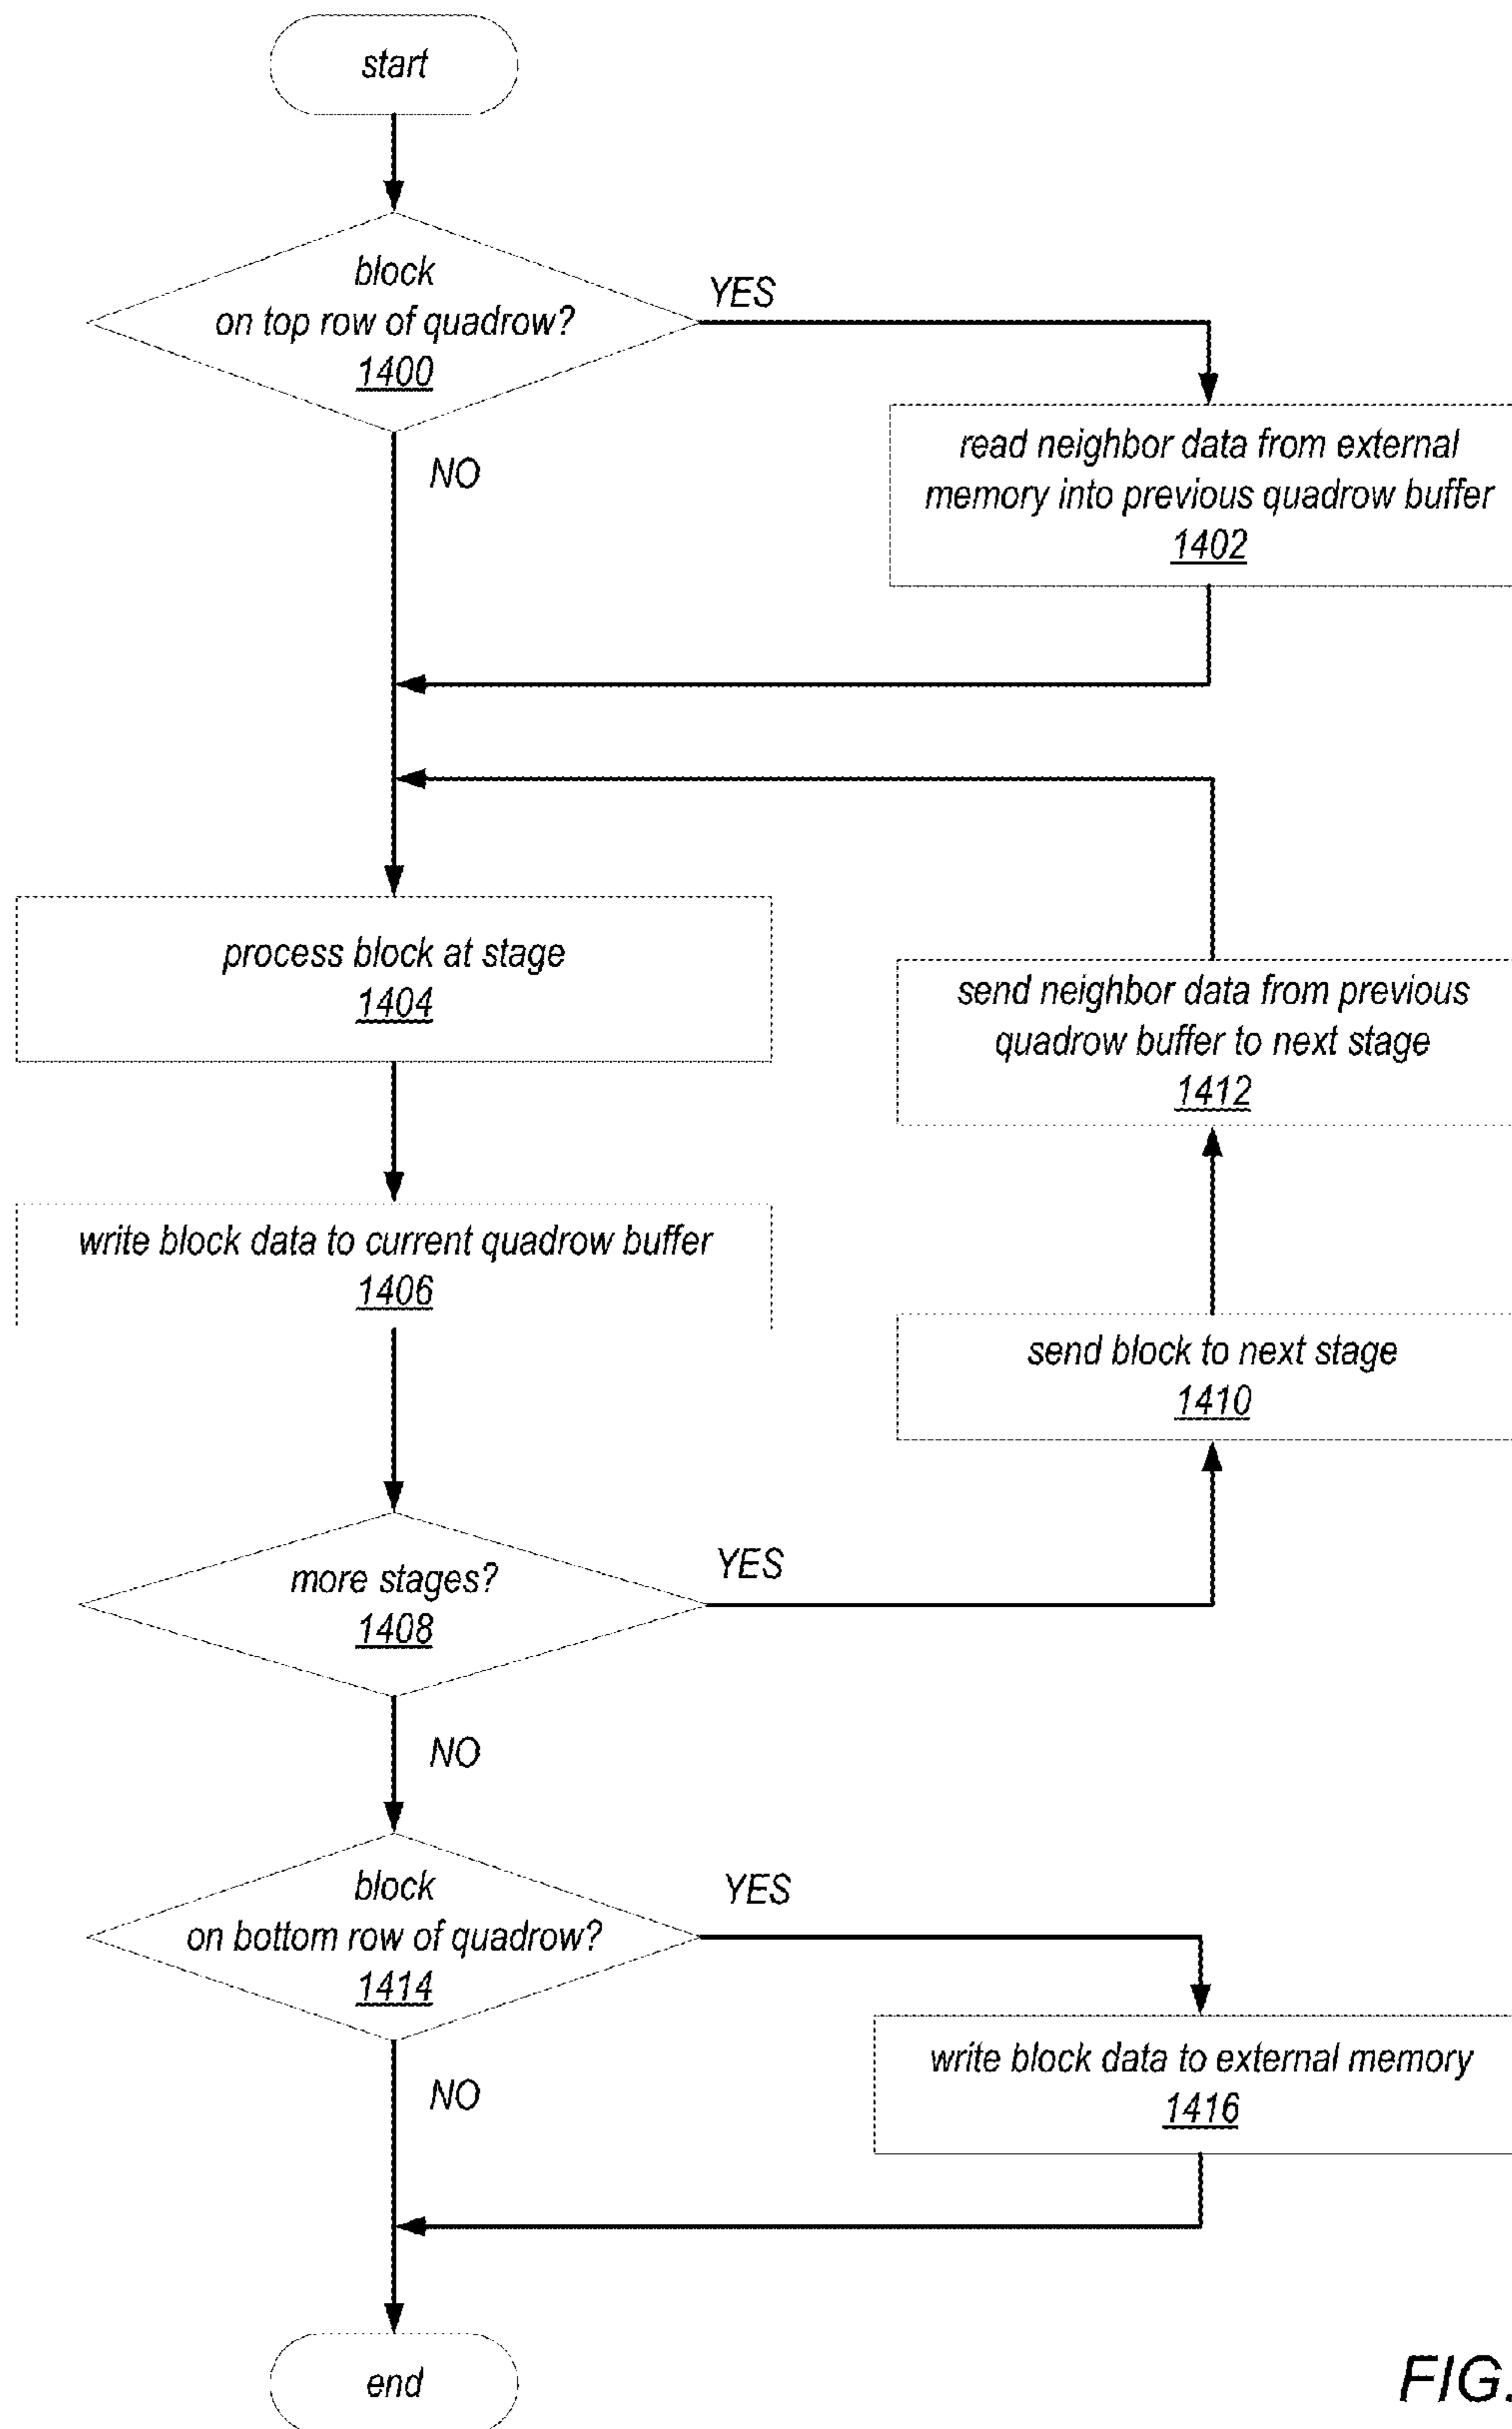 start
block
on top row of quadrow?
1400
YES
NO
read neighbor data from external
memory into previous quadrow buffer
1402
process block at stage
1404
send neighbor data from previous
quadrow buffer to next stage
1412
write block data to current quadrow buffer
1406
send block to next stage
1410
more stages?
1408
YES
NO
block
on bottom row of quadrow?
1414
YES
NO
write block data to external memory
1416
end
FIG.